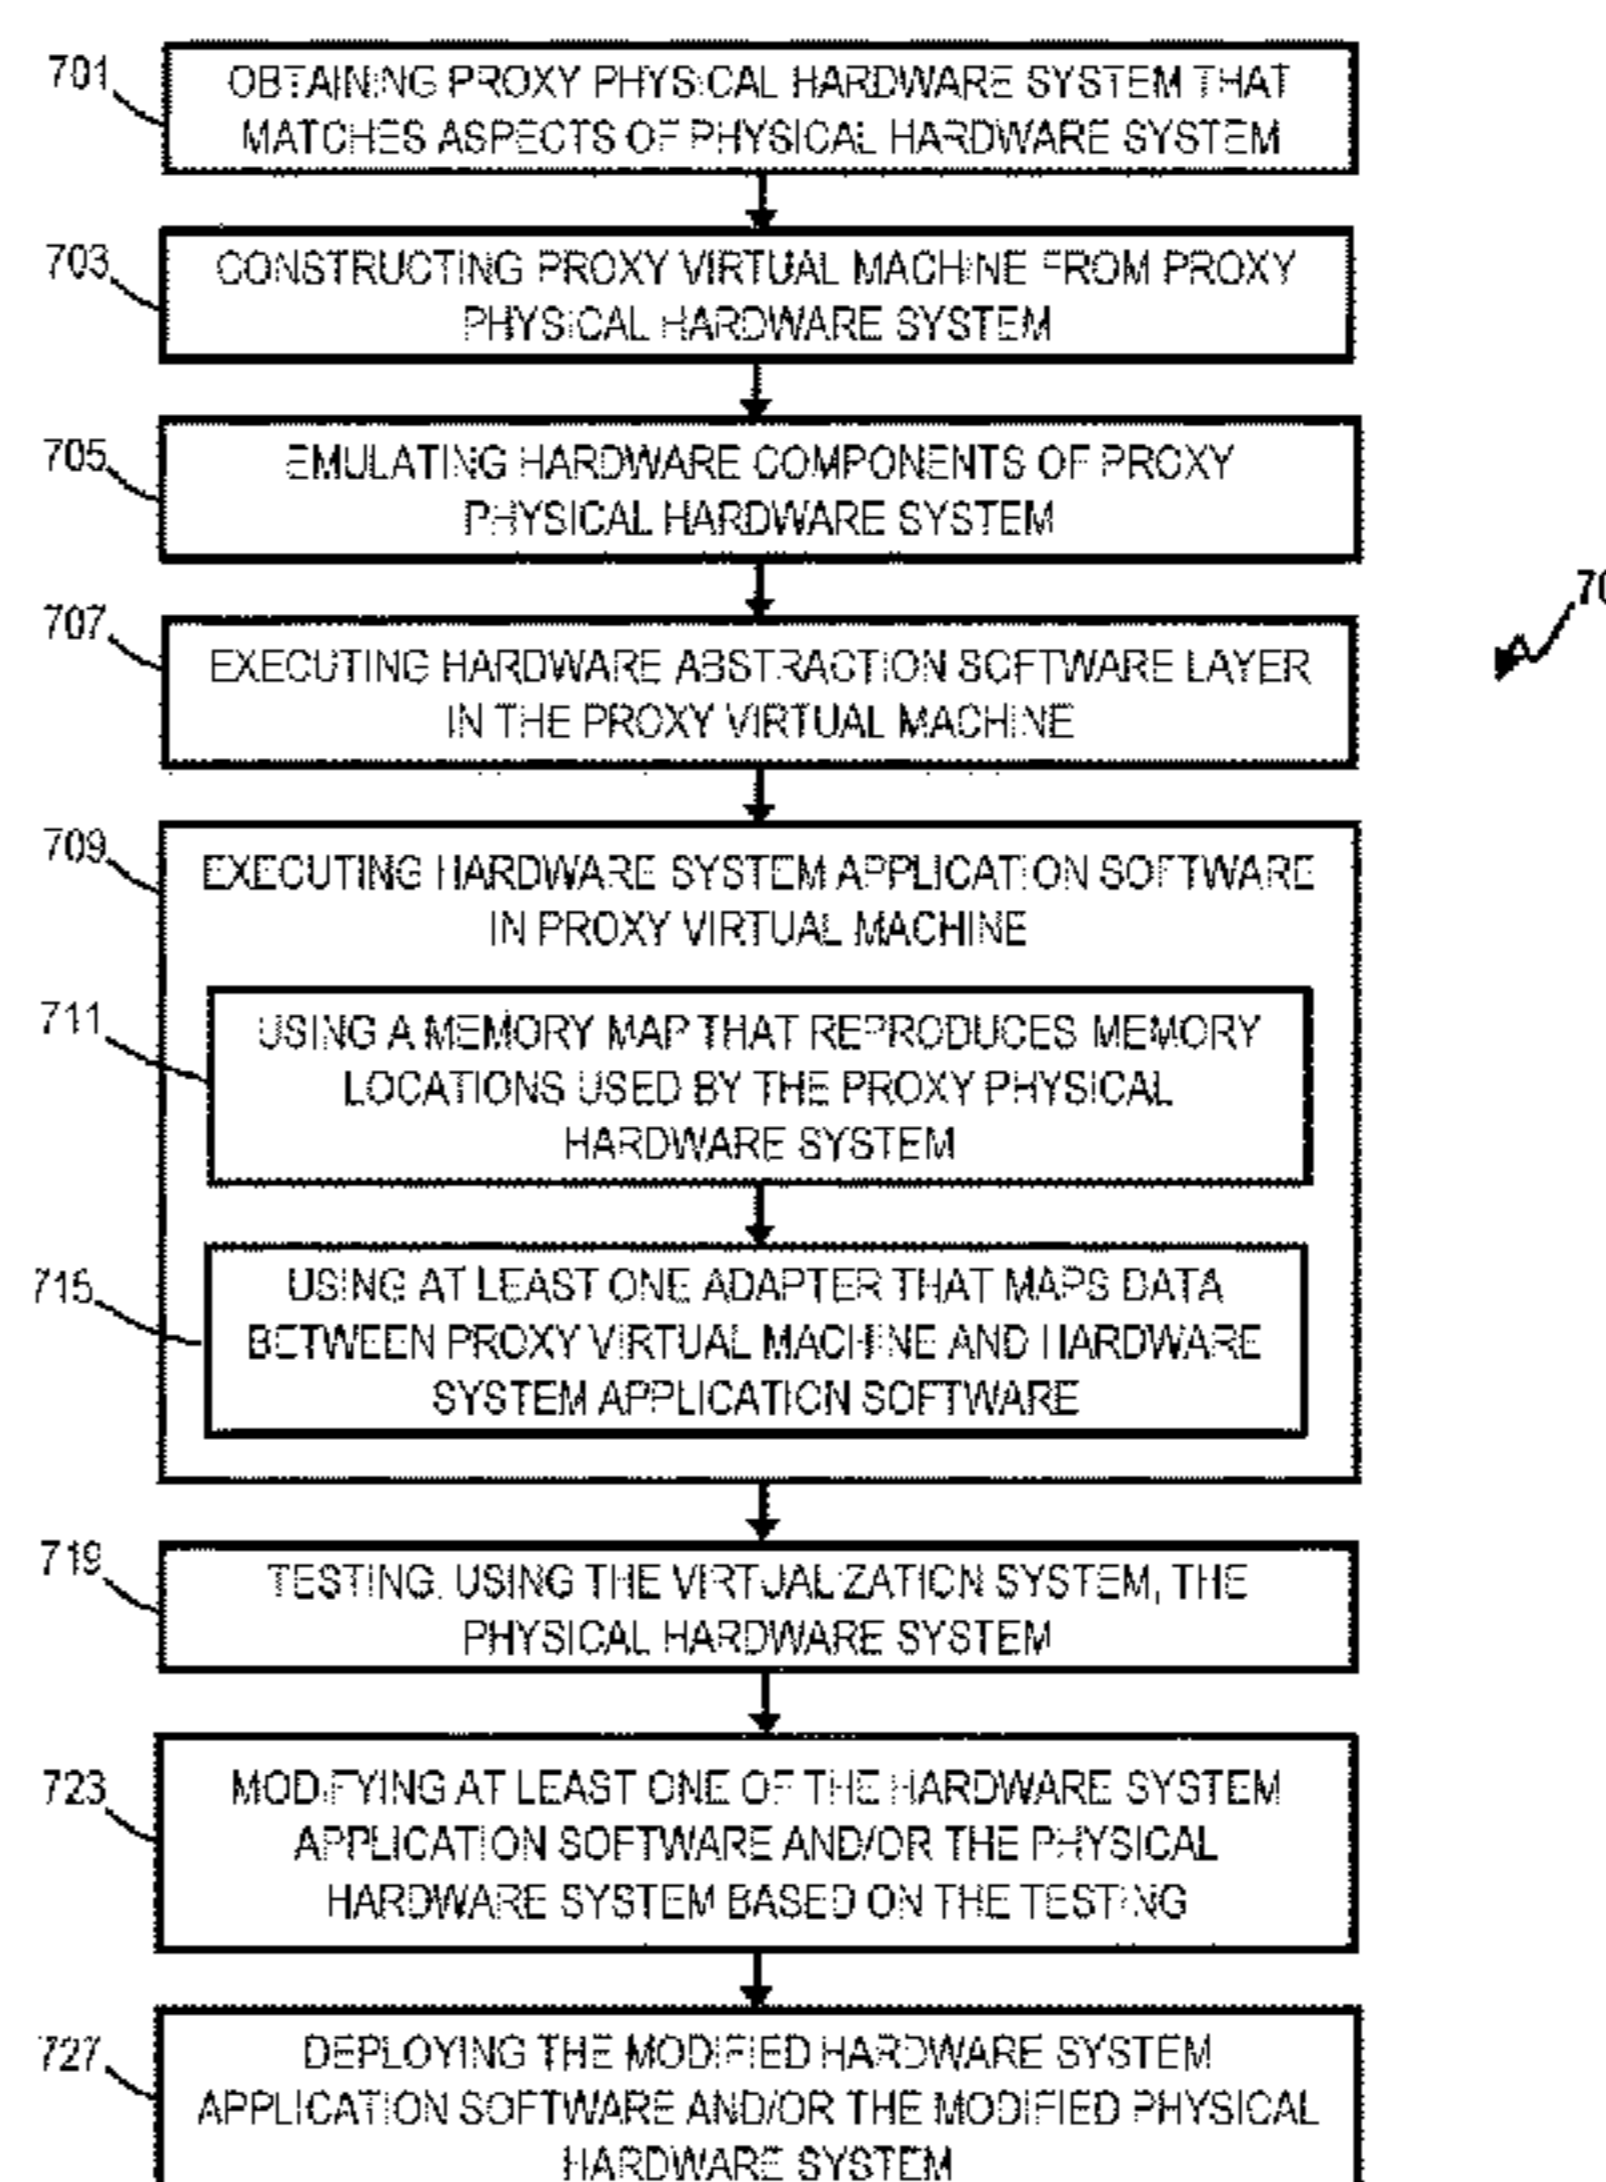 701
OBTAINING PROXY PHYSICAL HARDWARE SYSTEM THAT
MATCHES ASPECTS OF PHYSICAL HARDWARE SYSTEM
703
CONSTRUCTING PROXY VIRTUAL MACHINE FROM PROXY
PHYSICAL HARDWARE SYSTEM
705
EMULATING HARDWARE COMPONENTS OF PROXY
PHYSICAL HARDWARE SYSTEM
70
707
EXECUTING HARDWARE ABSTRACTION SOFTWARE LAYER
IN THE PROXY VIRTUAL MACHINE
709
EXECUTING HARDWARE SYSTEM APPLICATION SOFTWARE
IN PROXY VIRTUAL MACHINE
711
USING A MEMORY MAP THAT REPRODUCES MEMORY
LOCATIONS USED BY THE PROXY PHYSICAL
HARDWARE SYSTEM
715
USING AT LEAST ONE ADAPTER THAT MAPS DATA
BETWEEN PROXY VIRTUAL MACHINE AND HARDWARE
SYSTEM APPLICATION SOFTWARE
719
TESTING, USING THE VIRTUALIZATION SYSTEM, THE
PHYSICAL HARDWARE SYSTEM
723
MODIFYING AT LEAST ONE OF THE HARDWARE SYSTEM
APPLICATION SOFTWARE AND/OR THE PHYSICAL
HARDWARE SYSTEM BASED ON THE TESTING
727
DEPLOYING THE MODIFIED HARDWARE SYSTEM
APPLICATION SOFTWARE AND/OR THE MODIFIED PHYSICAL
HARDWARE SYSTEM